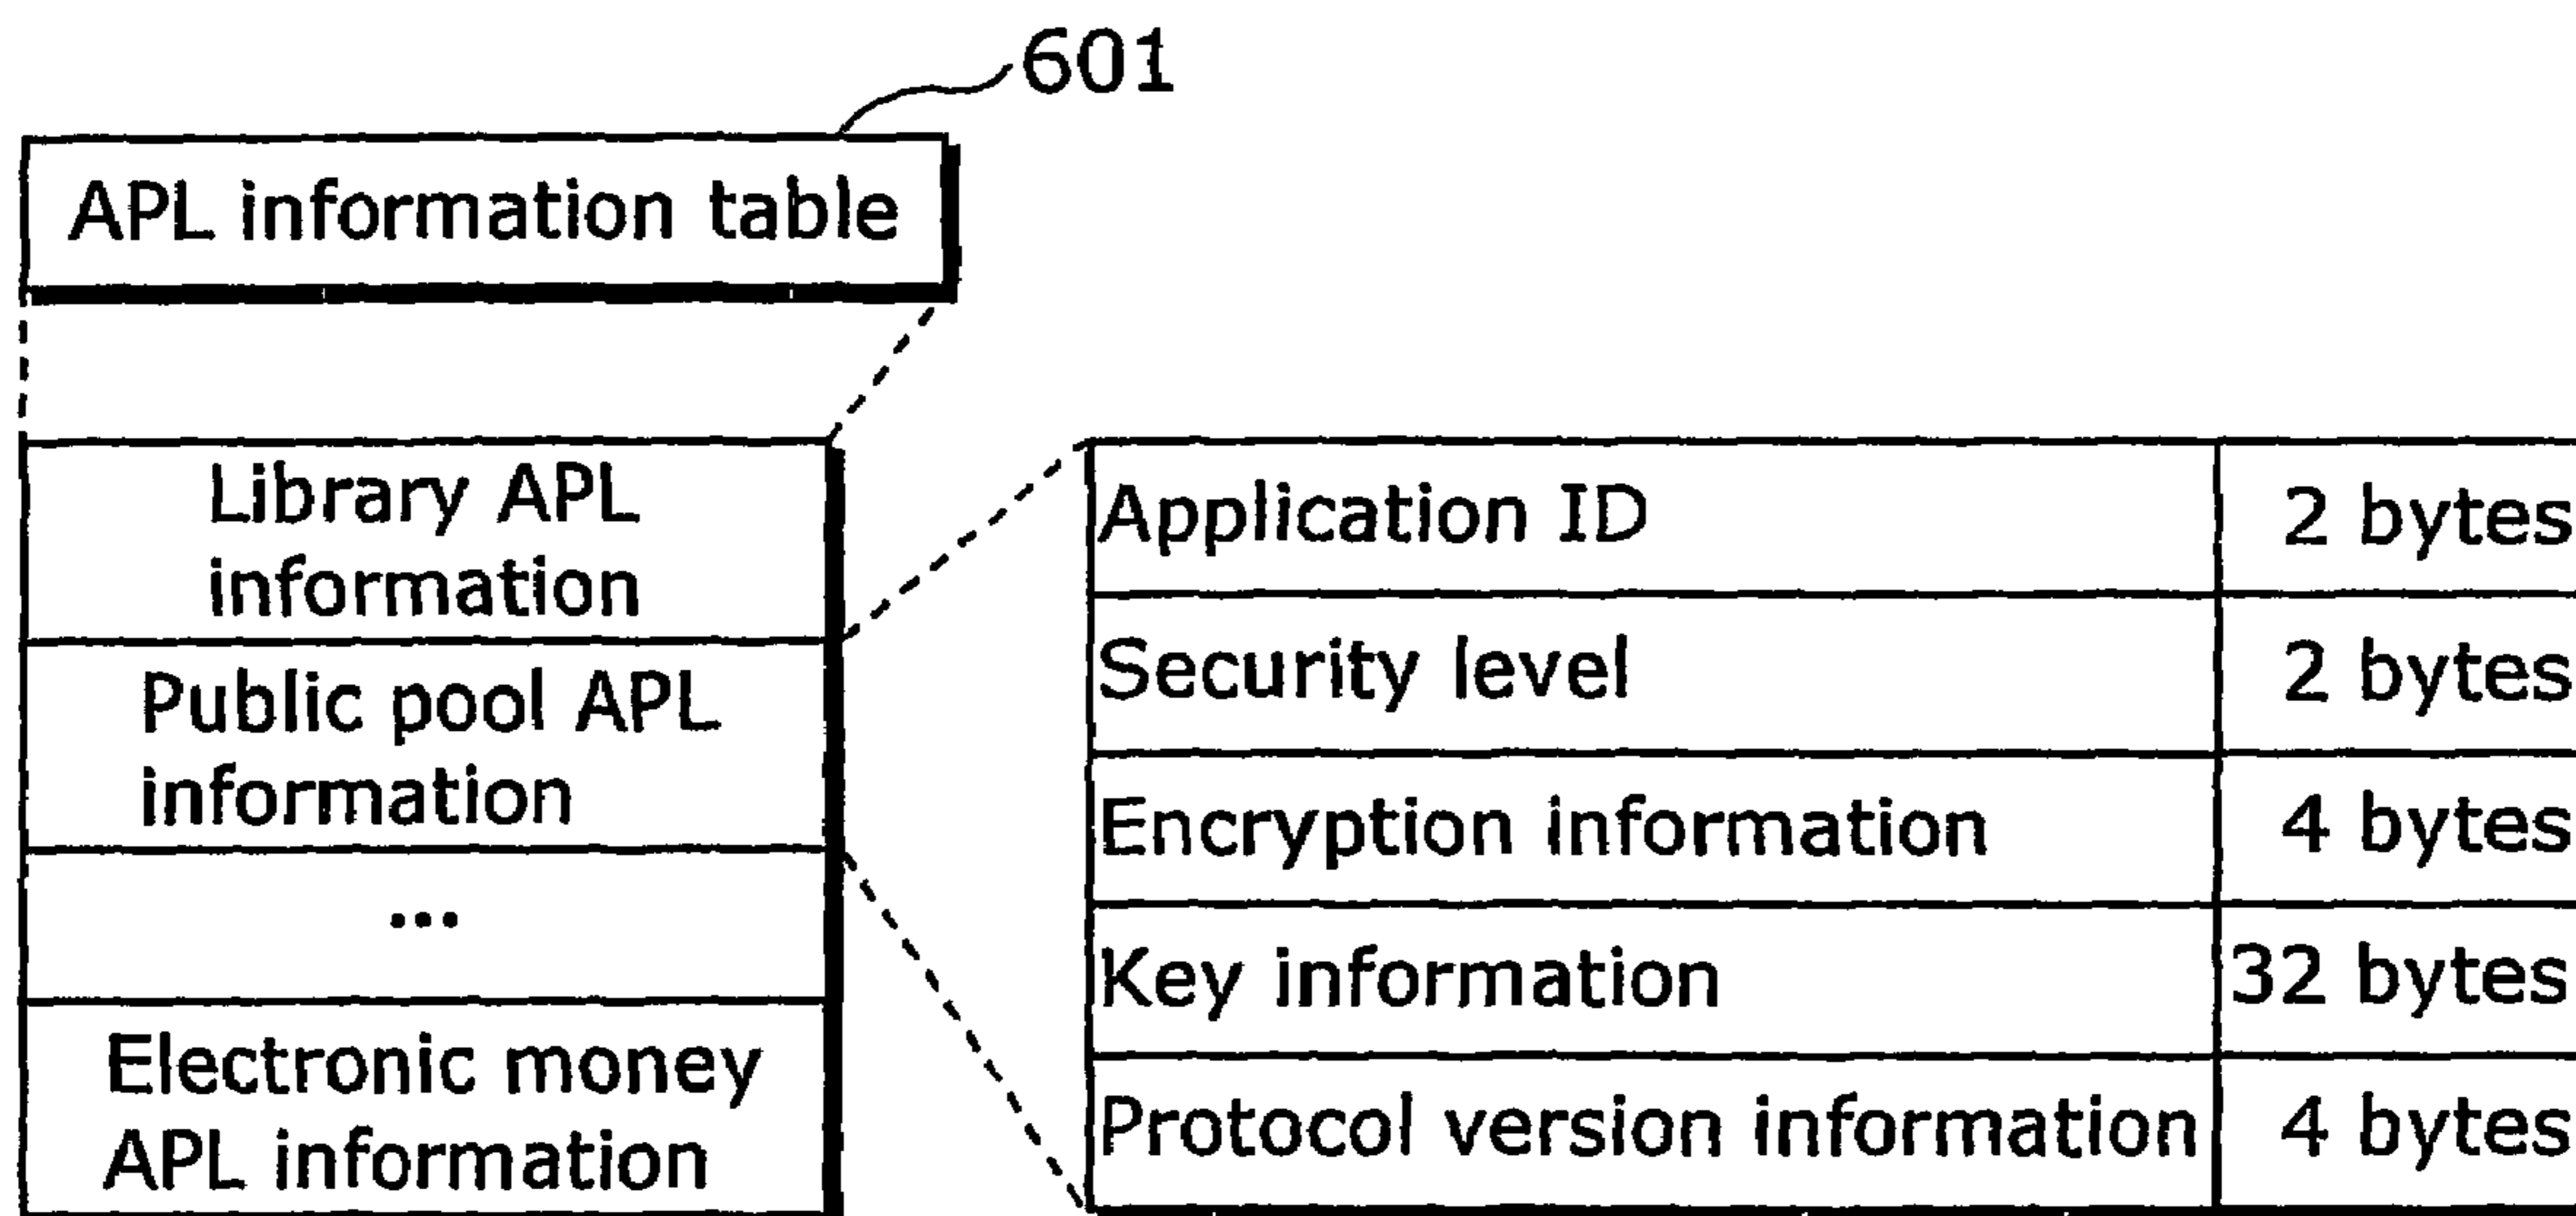 601
APL information table
Library APL
information
Public pool APL
information
...
Electronic money
APL information
Application ID 2 bytes
Security level 2 bytes
Encryption information 4 bytes
Key information 32 bytes
Protocol version information 4 bytes